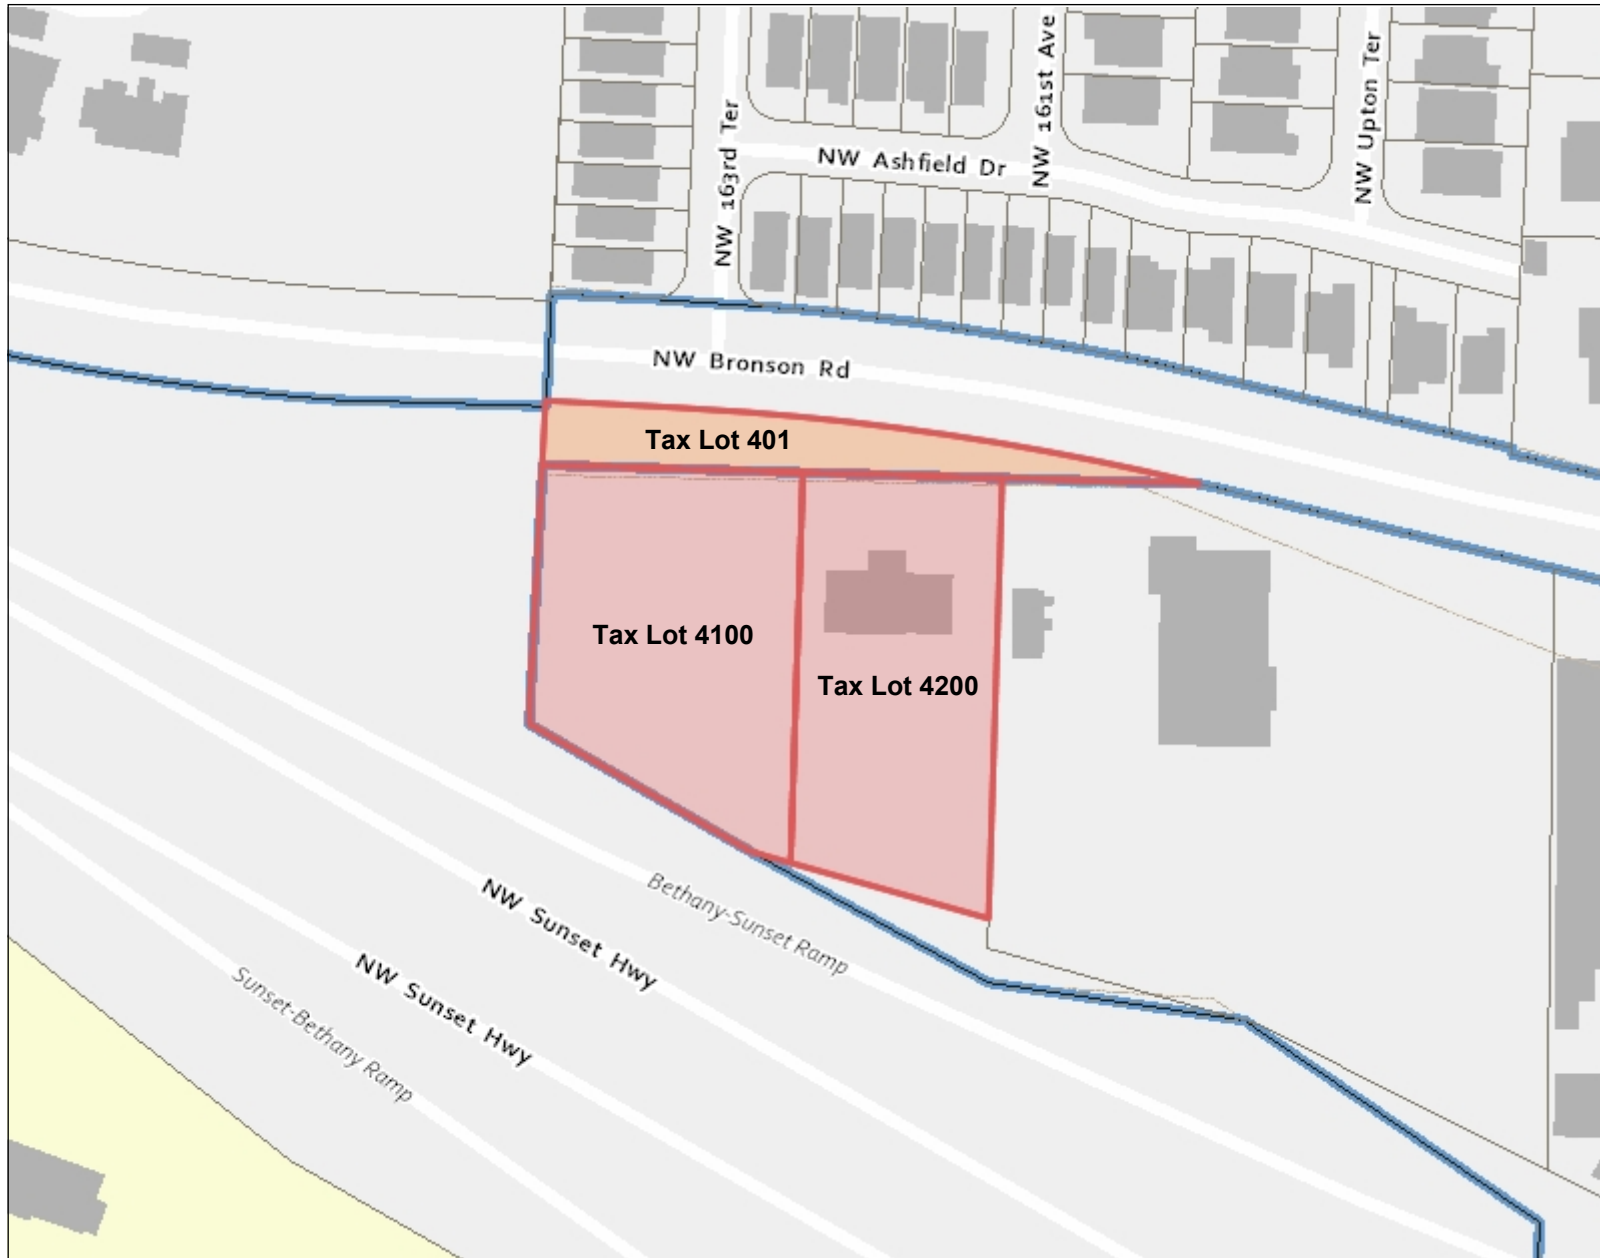 NW 163rd Ter
NW Ashfield Dr
NW 161st Ave
NW Upton Ter
NW Bronson Rd
Tax Lot 401
Tax Lot 4100
Tax Lot 4200
Bethany-Sunset Ramp
NW Sunset Hwy
NW Sunset Hwy
Sunset-Bethany Ramp